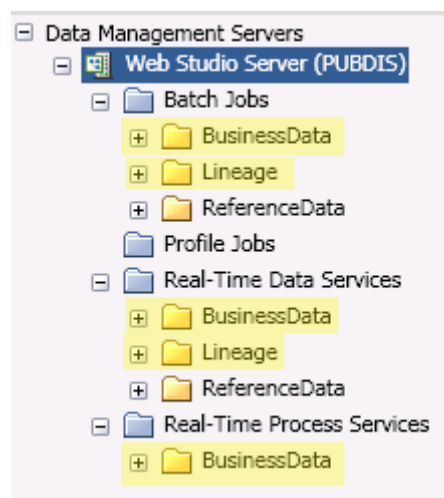 Data Management Servers
Web Studio Server (PUBDIS)
Batch Jobs
BusinessData
Lineage
ReferenceData
Profile Jobs
Real-Time Data Services
BusinessData
Lineage
ReferenceData
Real-Time Process Services
BusinessData